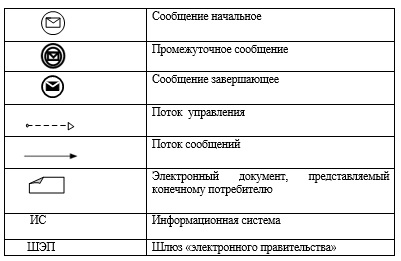 Сообщение начальное
Промежуточное сообщение
Сообщение завершающее
Поток управления
Поток сообщений
Электронный документ, представляемый
конечному потребителю
ИС Информационная система
ШЭП Шлюз «электронного правительства»